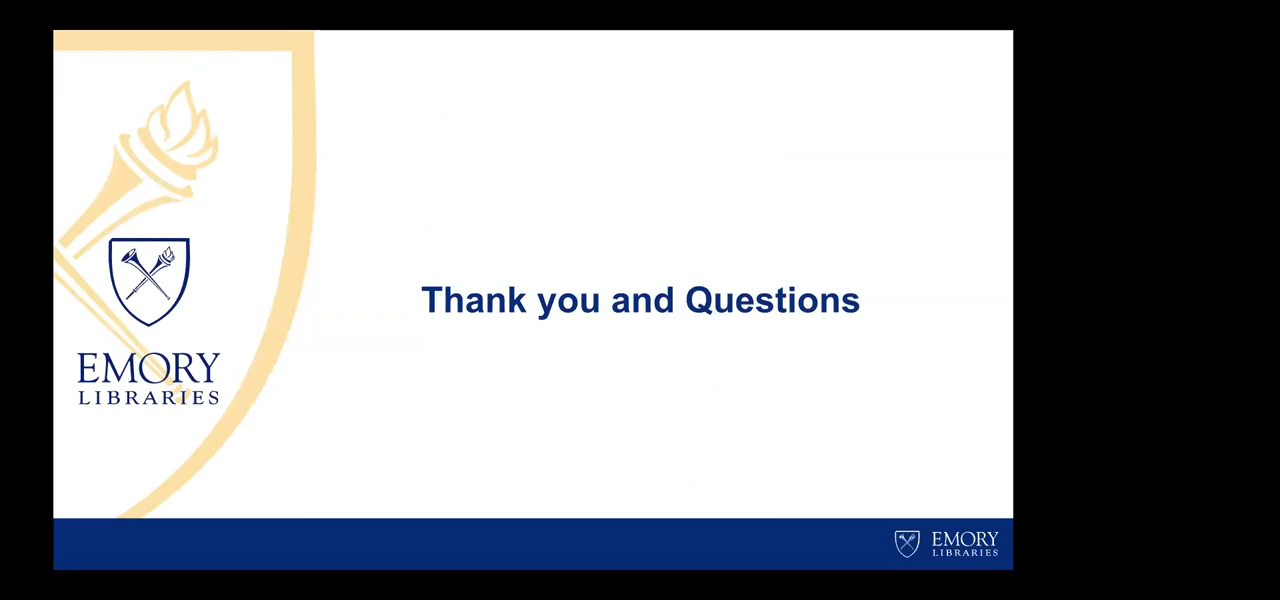 Thank you and Questions
EMORY
LIBRARIES
EMORY
LIBRARIES